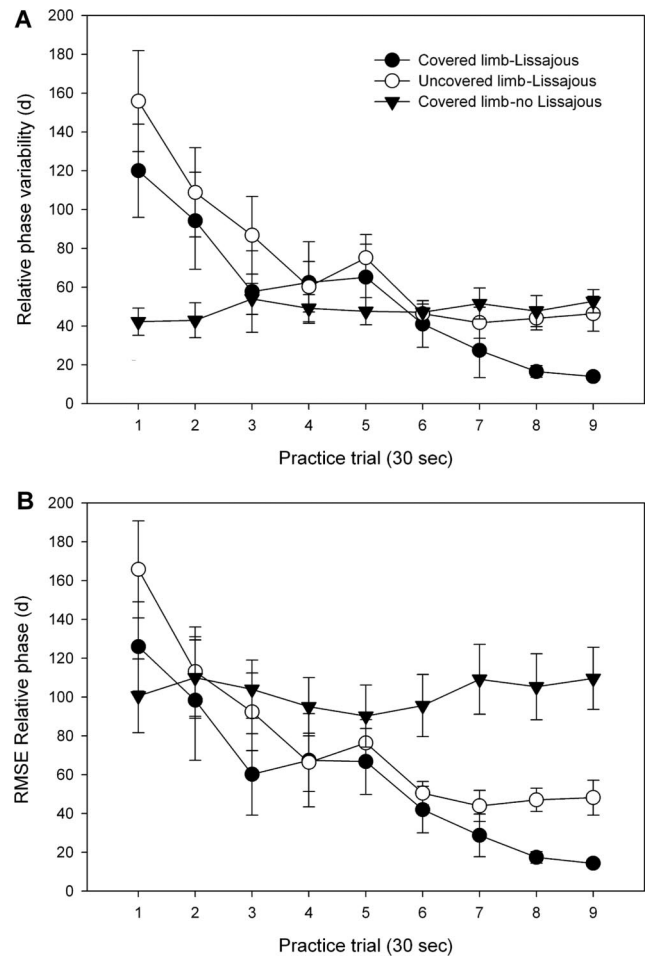 A
200
180
160
140
120
100
80
60
40
20
0
Relative phase variability (d)
Covered limb-Lissajous
Uncovered limb-Lissajous
Covered limb-no Lissajous
1 2 3 4 5 6 7 8 9
Practice trial (30 sec)
B
200
180
160
140
120
100
80
60
40
20
0
RMSE Relative phase (d)
1 2 3 4 5 6 7 8 9
Practice trial (30 sec)